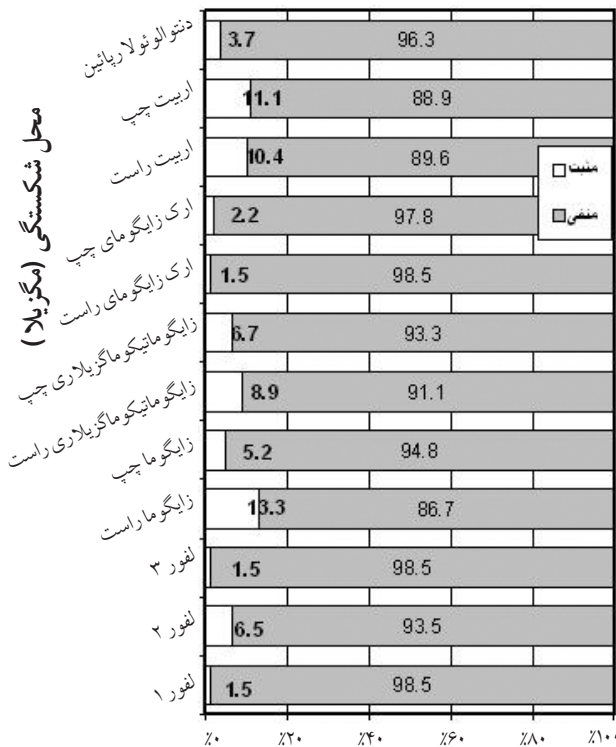 محل شکستگی (مگزیلا)
دنتوالوئولار پائین
3.7
96.3
اربیت چپ
11.1
88.9
اربیت راست
10.4
89.6
ارک زایگومای چپ
2.2
97.8
ارک زایگومای راست
1.5
98.5
زایگوماتیکوماگزیلاری چپ
6.7
93.3
زایگوماتیکوماگزیلاری راست
8.9
91.1
زایگوما چپ
5.2
94.8
زایگوما راست
13.3
86.7
لفور ۳
1.5
98.5
لفور ۲
6.5
93.5
لفور ۱
1.5
98.5
مثبت
منفی
٪۰
٪۲۰
٪۴۰
٪۶۰
٪۸۰
٪۱۰۰